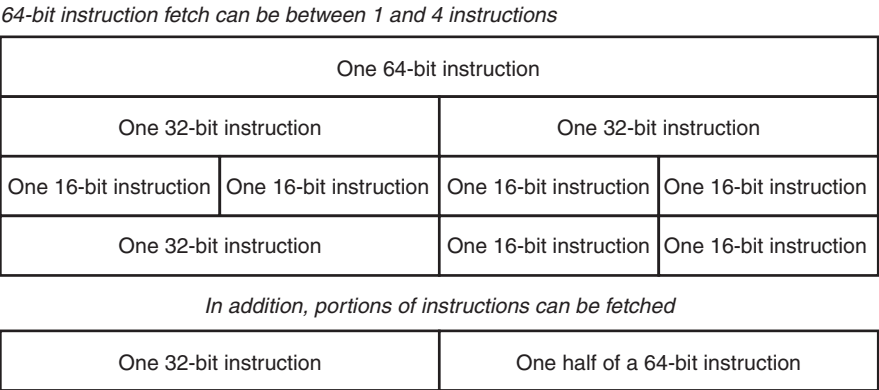 64-bit instruction fetch can be between 1 and 4 instructions
One 64-bit instruction
One 32-bit instruction One 32-bit instruction
One 16-bit instruction One 16-bit instruction One 16-bit instruction One 16-bit instruction
One 32-bit instruction One 16-bit instruction One 16-bit instruction
In addition, portions of instructions can be fetched
One 32-bit instruction One half of a 64-bit instruction